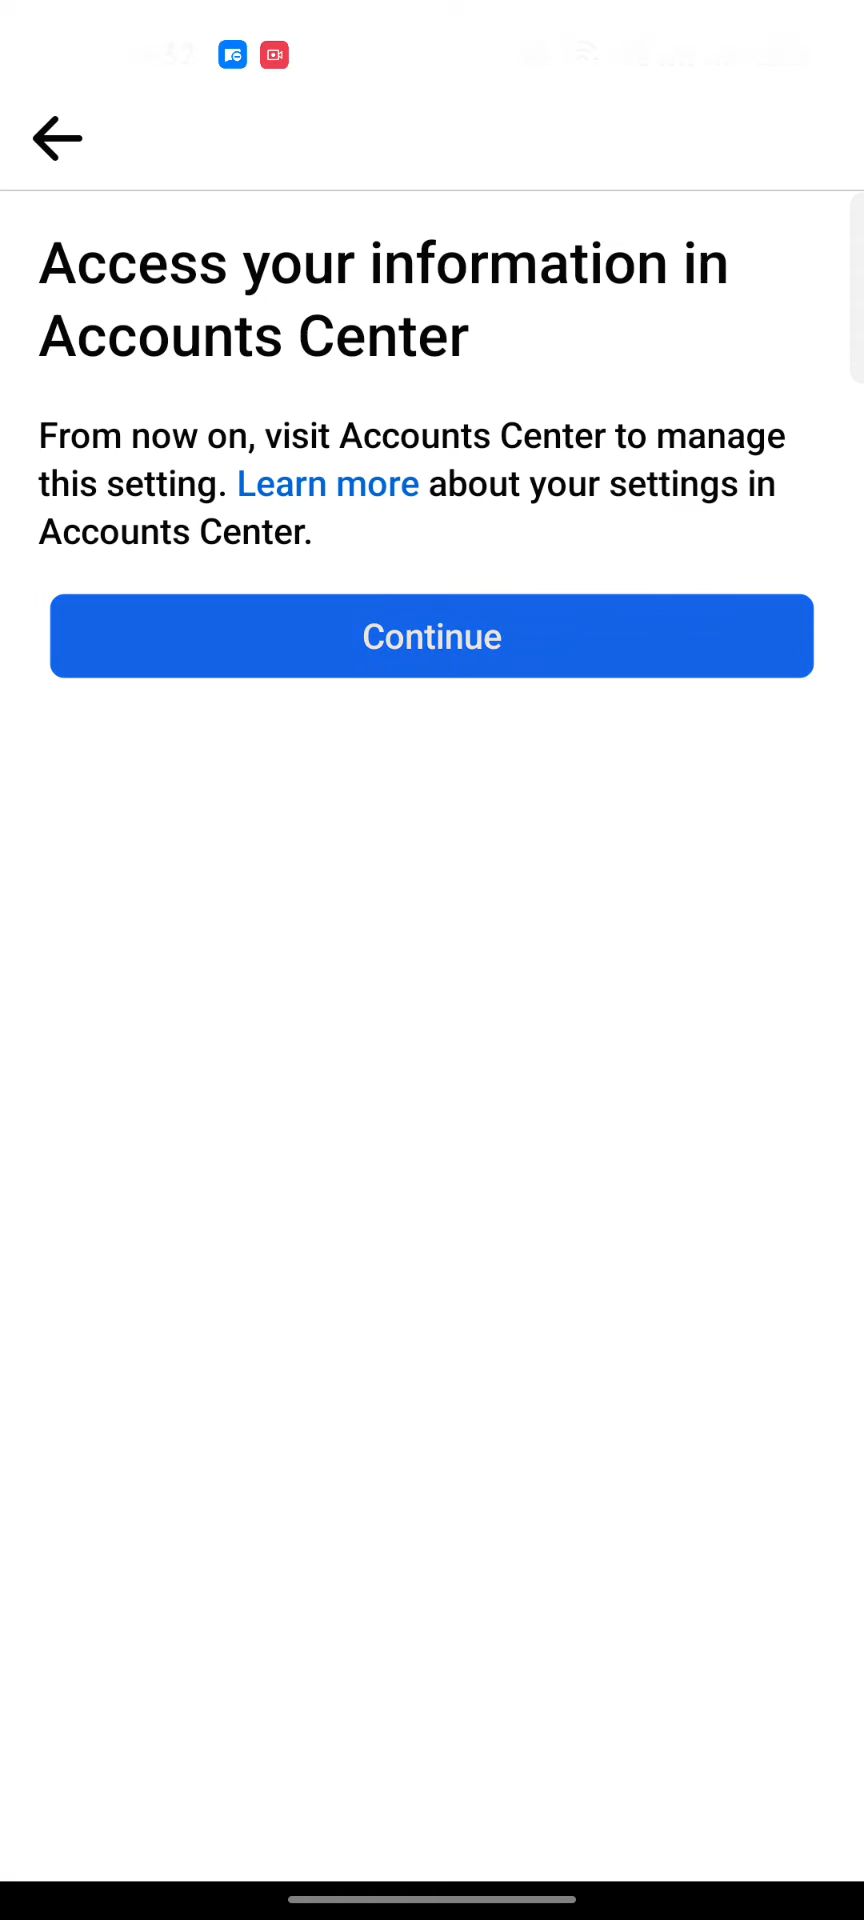 Access your information in
Accounts Center
From now on, visit Accounts Center to manage
this setting. Learn more about your settings in
Accounts Center.
Continue